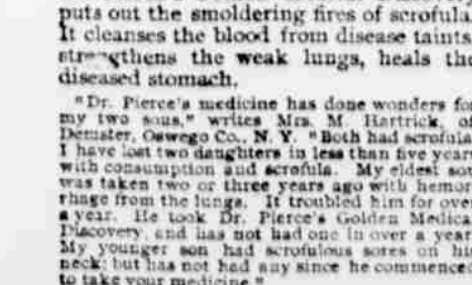 puts out the smoldering fires of scrofula.
It cleanses the blood from disease taints,
strengthens the weak lungs, heals the
diseased stomach.
"Dr. Pierce's medicine has done wonders for
my two sons," writes Mrs. M. Hartrick, of
Demster, Oswego Co., N. Y. "Both had scrofula.
I have lost two daughters in less than five years
with consumption and scrofula. My eldest son
was taken two or three years ago with hemor-
rhage from the lungs. It troubled him for over
a year. He took Dr. Pierce's Golden Medical
Discovery, and has not had one in over a year.
My younger son had scrofulous sores on his
neck; but has not had any since he commenced
to take your medicine."